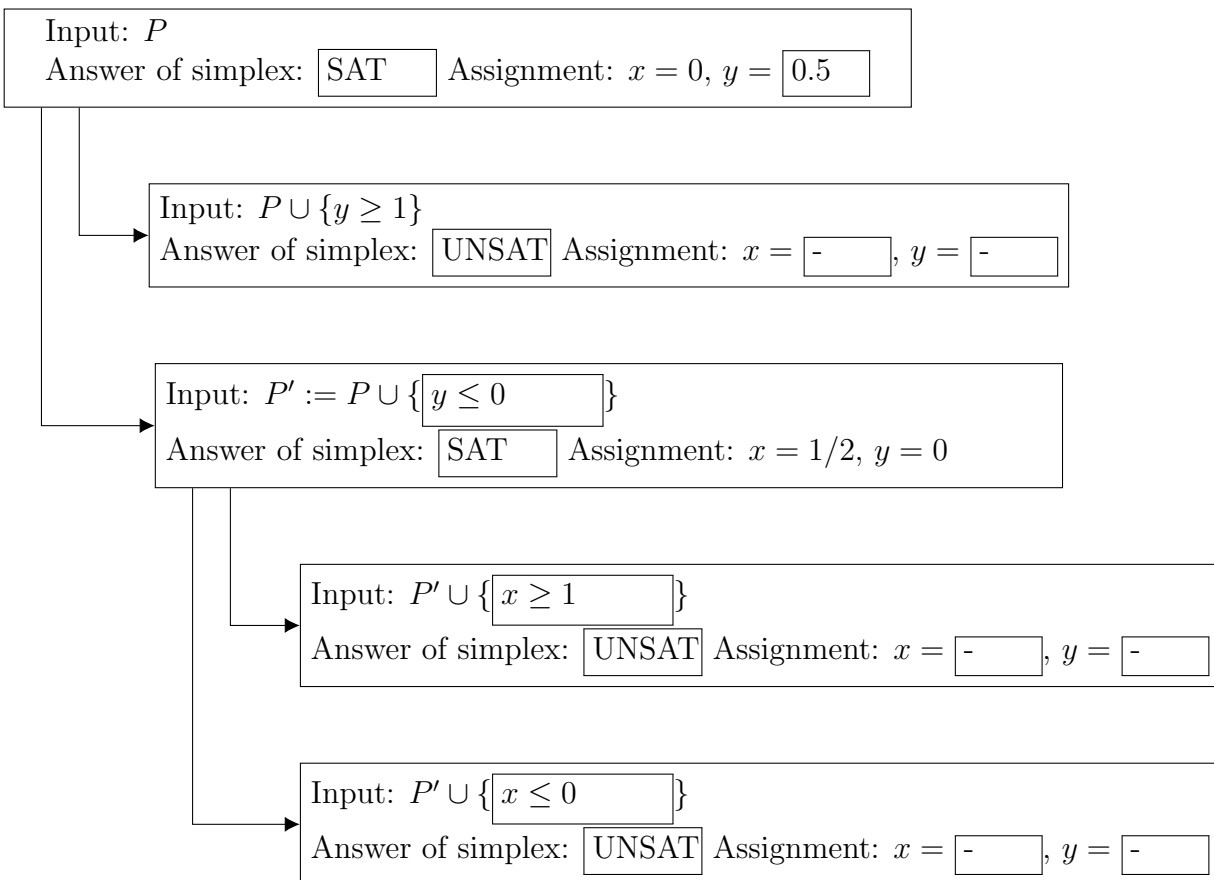 Input: P
Answer of simplex: SAT Assignment: x = 0, y = 0.5
Input: P ∪ {y ≥ 1}
Answer of simplex: UNSAT Assignment: x = -, y = -
Input: P′ := P ∪ {y ≤ 0}
Answer of simplex: SAT Assignment: x = 1/2, y = 0
Input: P′ ∪ {x ≥ 1}
Answer of simplex: UNSAT Assignment: x = -, y = -
Input: P′ ∪ {x ≤ 0}
Answer of simplex: UNSAT Assignment: x = -, y = -